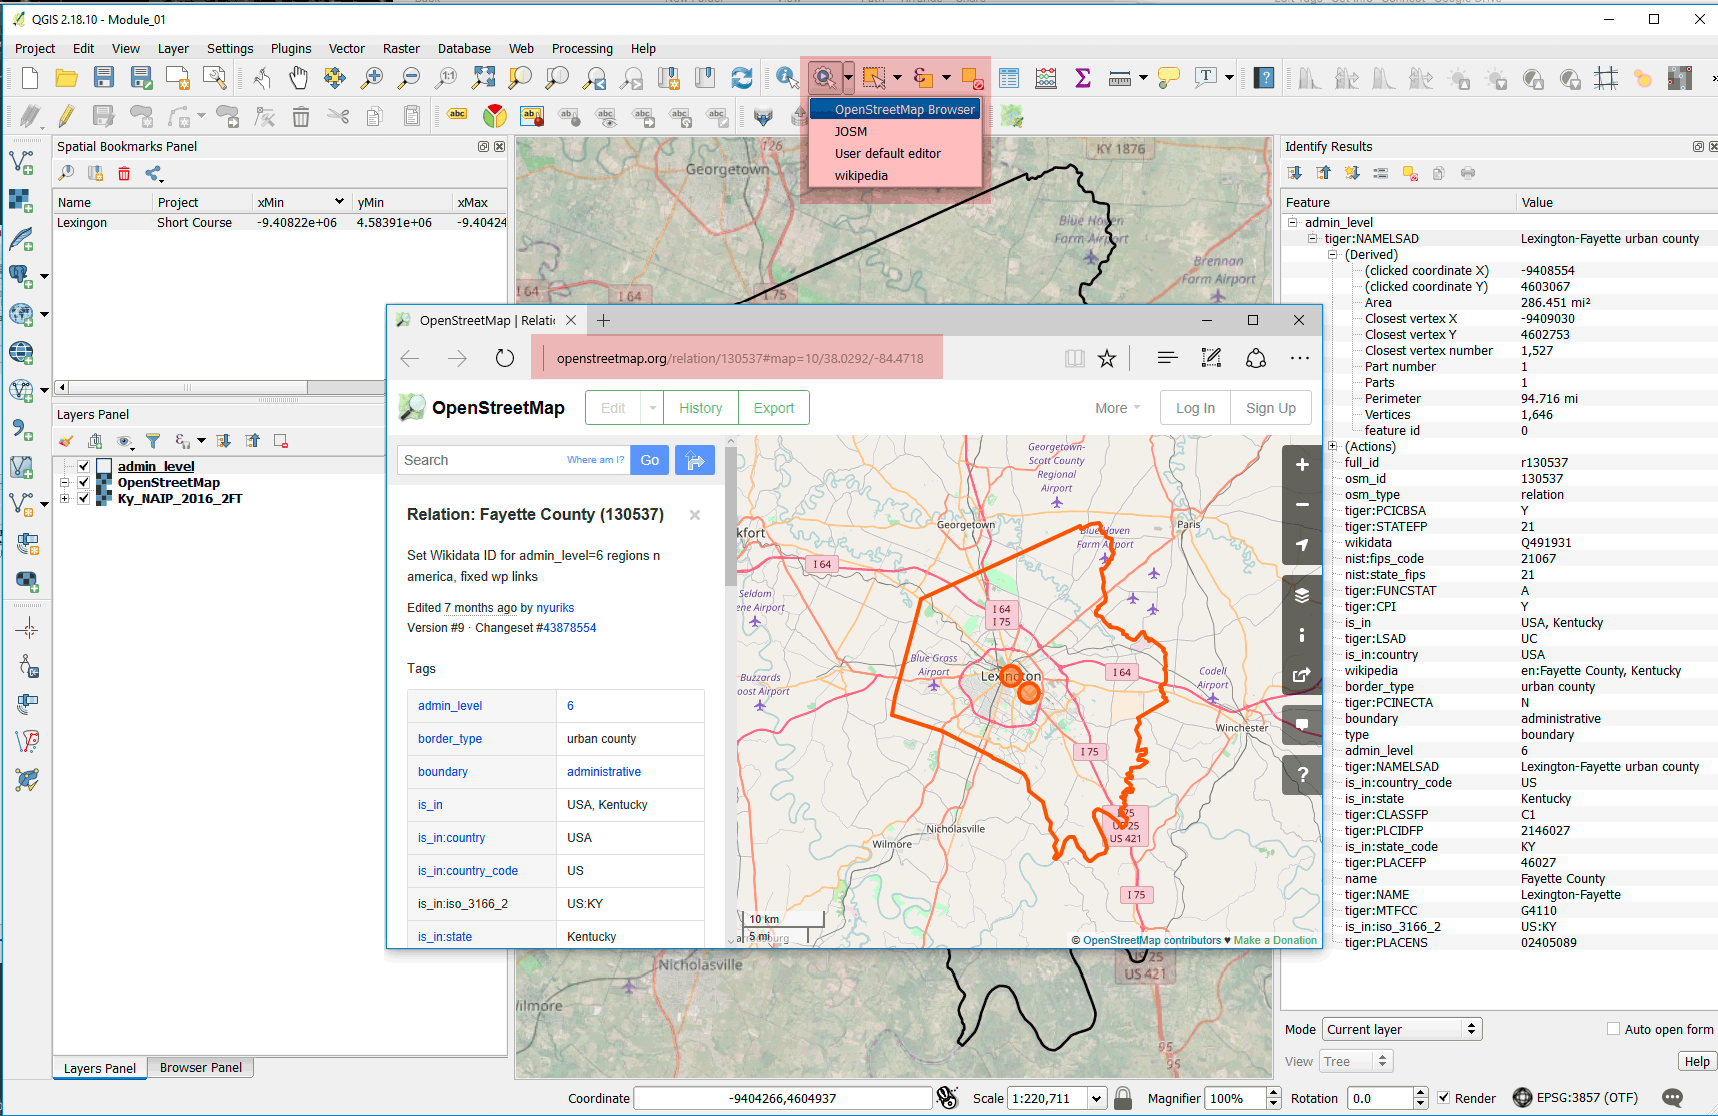 QGIS 2.18.10 - Module_01
Project Edit View Layer Settings Plugins Vector Raster Database Web Processing Help
OpenStreetMap Browser
JOSM
User default editor
wikipedia
Spatial Bookmarks Panel
Name Project xMin yMin xMax
Lexingon Short Course -9.40822e+06 4.58391e+06 -9.40424
Layers Panel
admin_level
OpenStreetMap
Ky_NAIP_2016_2FT
Layers Panel Browser Panel
126
Georgetown
KY 1876
Blue Haven
Farm Airport
Brennan
Farm Airport
I 64
I 64
I 75
OpenStreetMap | Relati
openstreetmap.org/relation/130537#map=10/38.0292/-84.4718
OpenStreetMap
Edit History Export
More Log In Sign Up
Search Where am I? Go
Relation: Fayette County (130537)
Set Wikidata ID for admin_level=6 regions n
america, fixed wp links
Edited 7 months ago by nyuriks
Version #9 · Changeset #43878554
Tags
admin_level 6
border_type urban county
boundary administrative
is_in USA, Kentucky
is_in:country USA
is_in:country_code US
is_in:iso_3166_2 US:KY
is_in:state Kentucky
Georgetown-
Scott County
Regional
Airport
Georgetown
Paris
Blue Haven
Farm Airport
kfort
I 64
Seldom
ene Airport
I 64
I 75
Blue Grass
Airport
Lexington
I 64
Codell
Airport
Buzzards
oost Airport
Winchester
I 75
Nicholasville
Wilmore
I 75
US 25
US 421
I 75
10 km
5 mi
© OpenStreetMap contributors ♥ Make a Donation
Nicholasville
Wilmore
US 25
US 421
95
95
Identify Results
Feature Value
admin_level
tiger:NAMELSAD Lexington-Fayette urban county
(Derived)
(clicked coordinate X) -9408554
(clicked coordinate Y) 4603067
Area 286.451 mi²
Closest vertex X -9409030
Closest vertex Y 4602753
Closest vertex number 1,527
Part number 1
Parts 1
Perimeter 94.716 mi
Vertices 1,646
feature id 0
(Actions)
full_id r130537
osm_id 130537
osm_type relation
tiger:PCICBSA Y
tiger:STATEFP 21
wikidata Q491931
nist:fips_code 21067
nist:state_fips 21
tiger:FUNCSTAT A
tiger:CPI Y
is_in USA, Kentucky
tiger:LSAD UC
is_in:country USA
wikipedia en:Fayette County, Kentucky
border_type urban county
tiger:PCINECTA N
boundary administrative
type boundary
admin_level 6
tiger:NAMELSAD Lexington-Fayette urban county
is_in:country_code US
is_in:state Kentucky
tiger:CLASSFP C1
tiger:PLCIDFP 2146027
is_in:state_code KY
tiger:PLACEFP 46027
name Fayette County
tiger:NAME Lexington-Fayette
tiger:MTFCC G4110
is_in:iso_3166_2 US:KY
tiger:PLACENS 02405089
Mode Current layer Auto open form
View Tree Help
Coordinate -9404266,4604937 Scale 1:220,711 Magnifier 100% Rotation 0.0 Render EPSG:3857 (OTF)